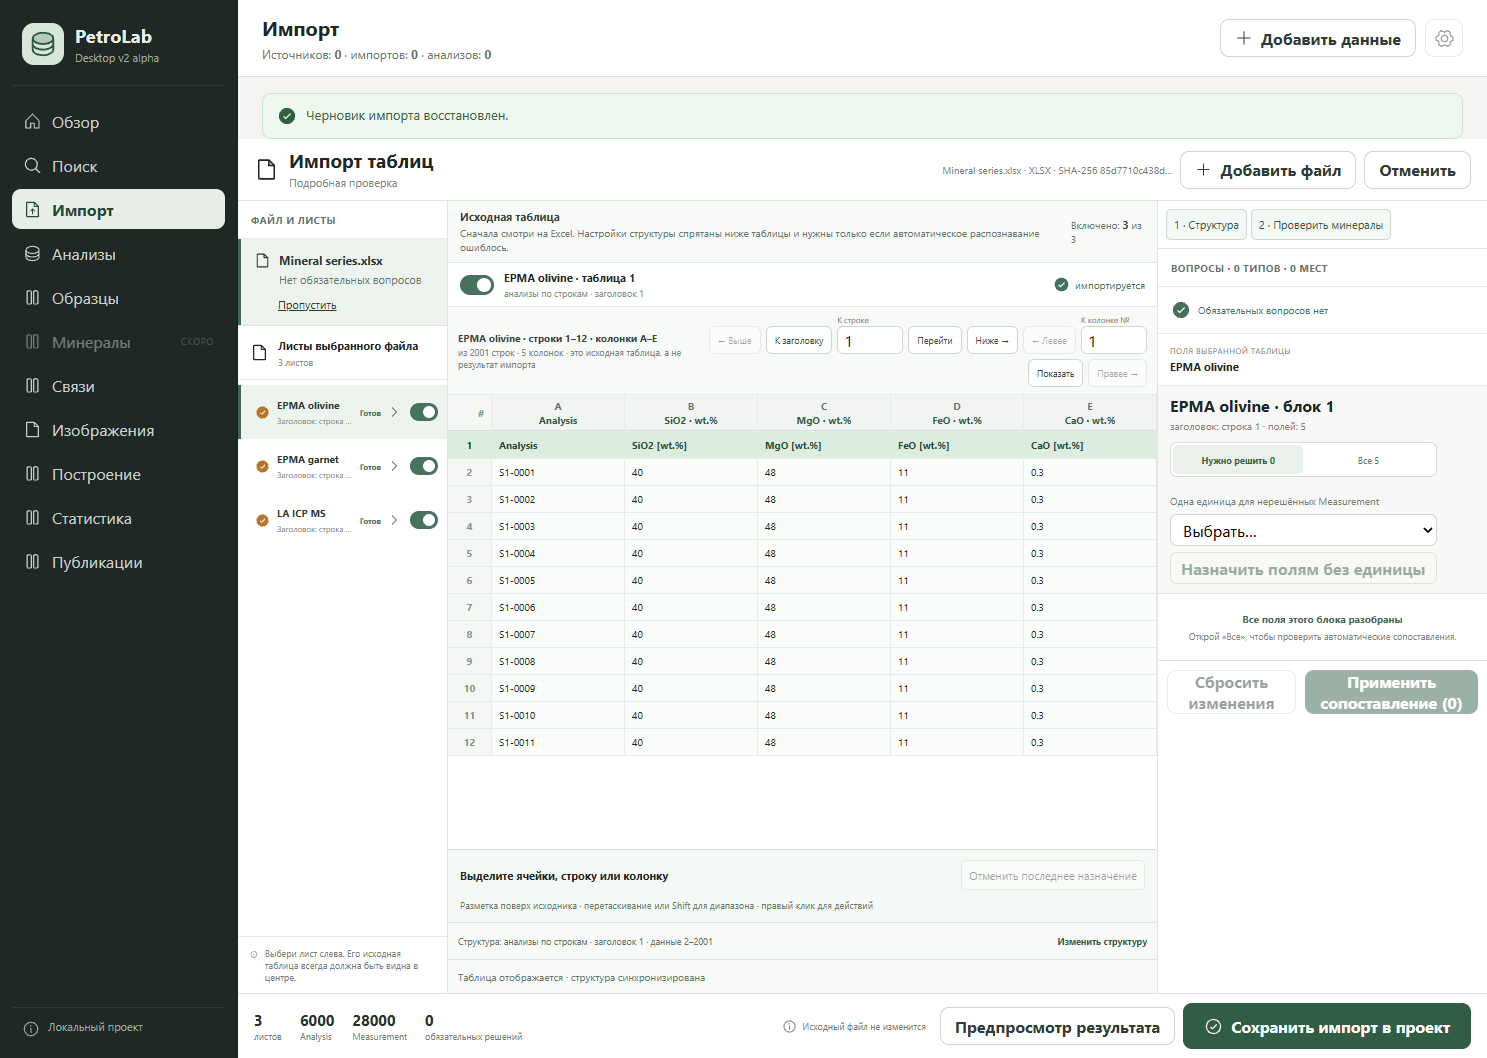 PetroLab
Desktop v2 alpha
Обзор
Поиск
Импорт
Анализы
Образцы
Минералы СКОРО
Связи
Изображения
Построение
Статистика
Публикации
Локальный проект
Импорт
Источников: 0 · импортов: 0 · анализов: 0
Добавить данные
Черновик импорта восстановлен.
Импорт таблиц
Подробная проверка
Mineral series.xlsx · XLSX · SHA-256 85d7710c438d...
Добавить файл
Отменить
ФАЙЛ И ЛИСТЫ
Mineral series.xlsx
Нет обязательных вопросов
Пропустить
Листы выбранного файла
3 листов
EPMA olivine
Заголовок: строка ...
Готов
EPMA garnet
Заголовок: строка ...
Готов
LA ICP MS
Заголовок: строка ...
Готов
Выбери лист слева. Его исходная
таблица всегда должна быть видна в
центре.
Исходная таблица
Сначала смотри на Excel. Настройки структуры спрятаны ниже таблицы и нужны только если автоматическое распознавание
ошиблось.
Включено: 3 из
3
EPMA olivine · таблица 1
анализы по строкам · заголовок 1
импортируется
EPMA olivine · строки 1–12 · колонки A–E
из 2001 строк · 5 колонок · это исходная таблица, а не
результат импорта
← Выше
К заголовку
К строке
1
Перейти
Ниже →
← Левее
К колонке №
1
Показать
Правее →
# A B C D E
Analysis SiO2 · wt.% MgO · wt.% FeO · wt.% CaO · wt.%
1 Analysis SiO2 [wt.%] MgO [wt.%] FeO [wt.%] CaO [wt.%]
2 S1-0001 40 48 11 0.3
3 S1-0002 40 48 11 0.3
4 S1-0003 40 48 11 0.3
5 S1-0004 40 48 11 0.3
6 S1-0005 40 48 11 0.3
7 S1-0006 40 48 11 0.3
8 S1-0007 40 48 11 0.3
9 S1-0008 40 48 11 0.3
10 S1-0009 40 48 11 0.3
11 S1-0010 40 48 11 0.3
12 S1-0011 40 48 11 0.3
Выделите ячейки, строку или колонку
Отменить последнее назначение
Разметка поверх исходника · перетаскивание или Shift для диапазона · правый клик для действий
Структура: анализы по строкам · заголовок 1 · данные 2–2001
Изменить структуру
Таблица отображается · структура синхронизирована
1 · Структура
2 · Проверить минералы
ВОПРОСЫ · 0 ТИПОВ · 0 МЕСТ
Обязательных вопросов нет
ПОЛЯ ВЫБРАННОЙ ТАБЛИЦЫ
EPMA olivine
EPMA olivine · блок 1
заголовок: строка 1 · полей: 5
Нужно решить 0
Все 5
Одна единица для нерешённых Measurement
Выбрать...
Назначить полям без единицы
Все поля этого блока разобраны
Открой «Все», чтобы проверить автоматические сопоставления.
Сбросить
изменения
Применить
сопоставление (0)
3 6000 28000 0
листов Analysis Measurement обязательных решений
Исходный файл не изменится
Предпросмотр результата
Сохранить импорт в проект